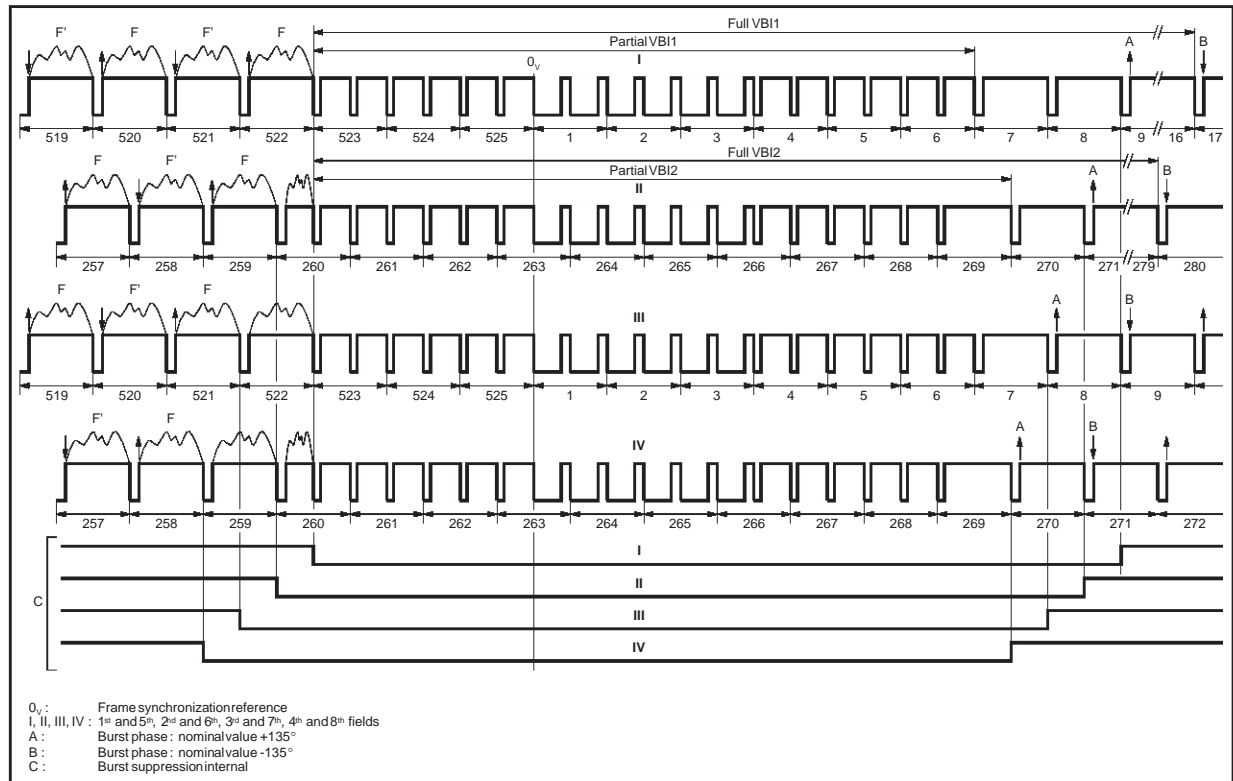 Full VBI1
F' F F' F
Partial VBI1
0V I A B
519 520 521 522 523 524 525 1 2 3 4 5 6 7 8 9 16 17
Full VBI2
F F' F
Partial VBI2
II A B
257 258 259 260 261 262 263 264 265 266 267 268 269 270 271 279 280
F F' F
III A B
519 520 521 522 523 524 525 1 2 3 4 5 6 7 8 9
F' F
IV A B
257 258 259 260 261 262 263 264 265 266 267 268 269 270 271 272
I
II
C
III
IV
0V : Frame synchronization reference
I, II, III, IV : 1st and 5th, 2nd and 6th, 3rd and 7th, 4th and 8th fields
A : Burst phase : nominal value +135°
B : Burst phase : nominal value -135°
C : Burst suppression internal